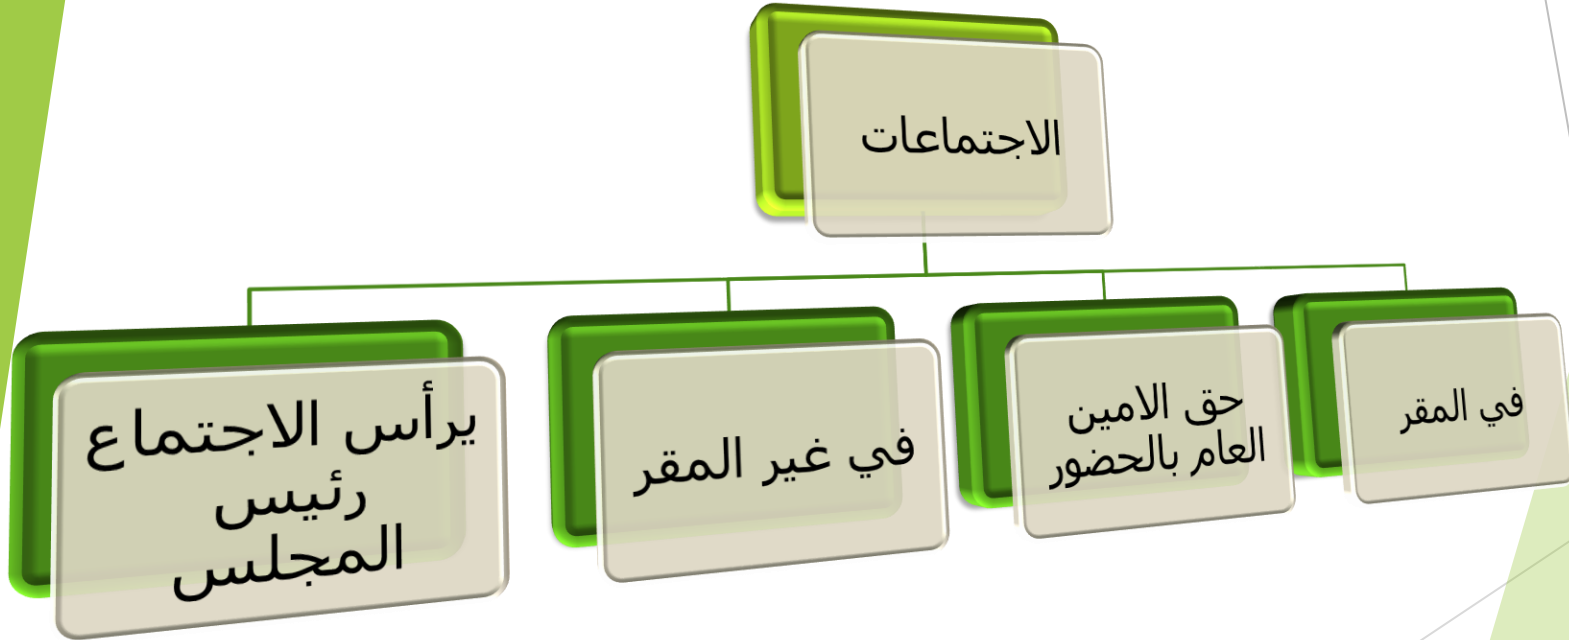 الاجتماعات
في المقر
حق الامين
العام بالحضور
في غير المقر
يرأس الاجتماع
رئيس
المجلس